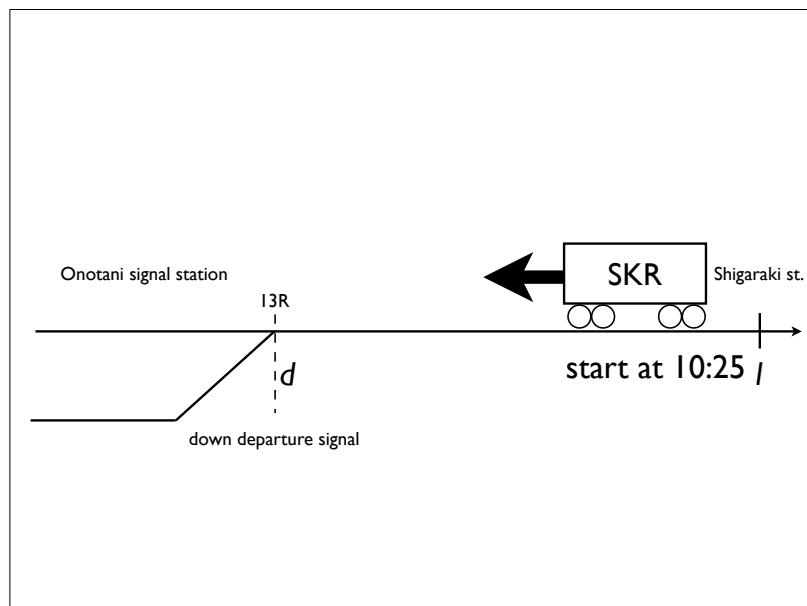 Onotani signal station
SKR
Shigaraki st.
13R
d
start at 10:25
l
down departure signal